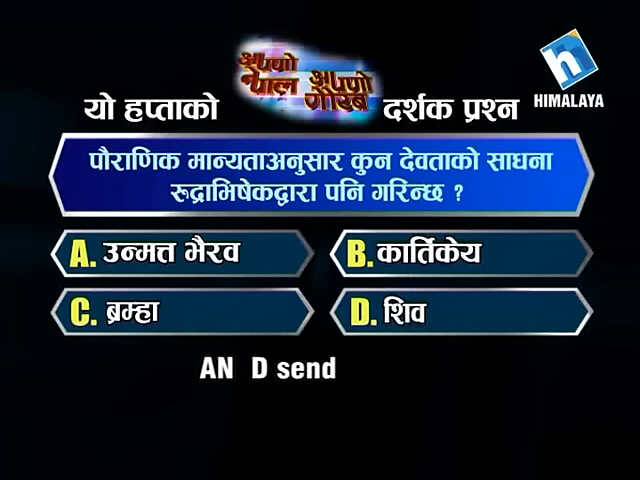 आफ्नो नेपाल आफ्नो गौरब
HIMALAYA
यो हप्ताको दर्शक प्रश्न
पौराणिक मान्यताअनुसार कुन देवताको साधना
रुद्राभिषेकद्वारा पनि गरिन्छ ?
A. उन्मत्त भैरव
B. कार्तिकेय
C. ब्रम्हा
D. शिव
AN D send